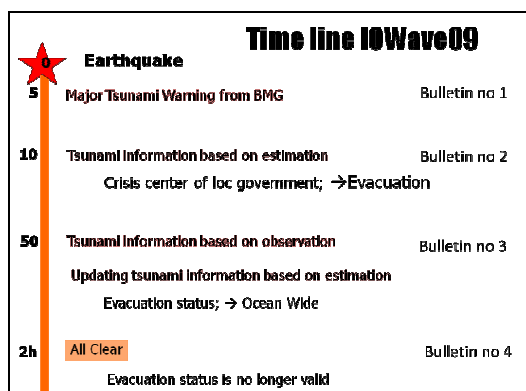 Time line IOWave09
0 Earthquake
5 Major Tsunami Warning from BMG Bulletin no 1
10 Tsunami information based on estimation Bulletin no 2
Crisis center of loc government; →Evacuation
50 Tsunami information based on observation Bulletin no 3
Updating tsunami information based on estimation
Evacuation status; → Ocean Wide
2h All Clear Bulletin no 4
Evacuation status is no longer valid